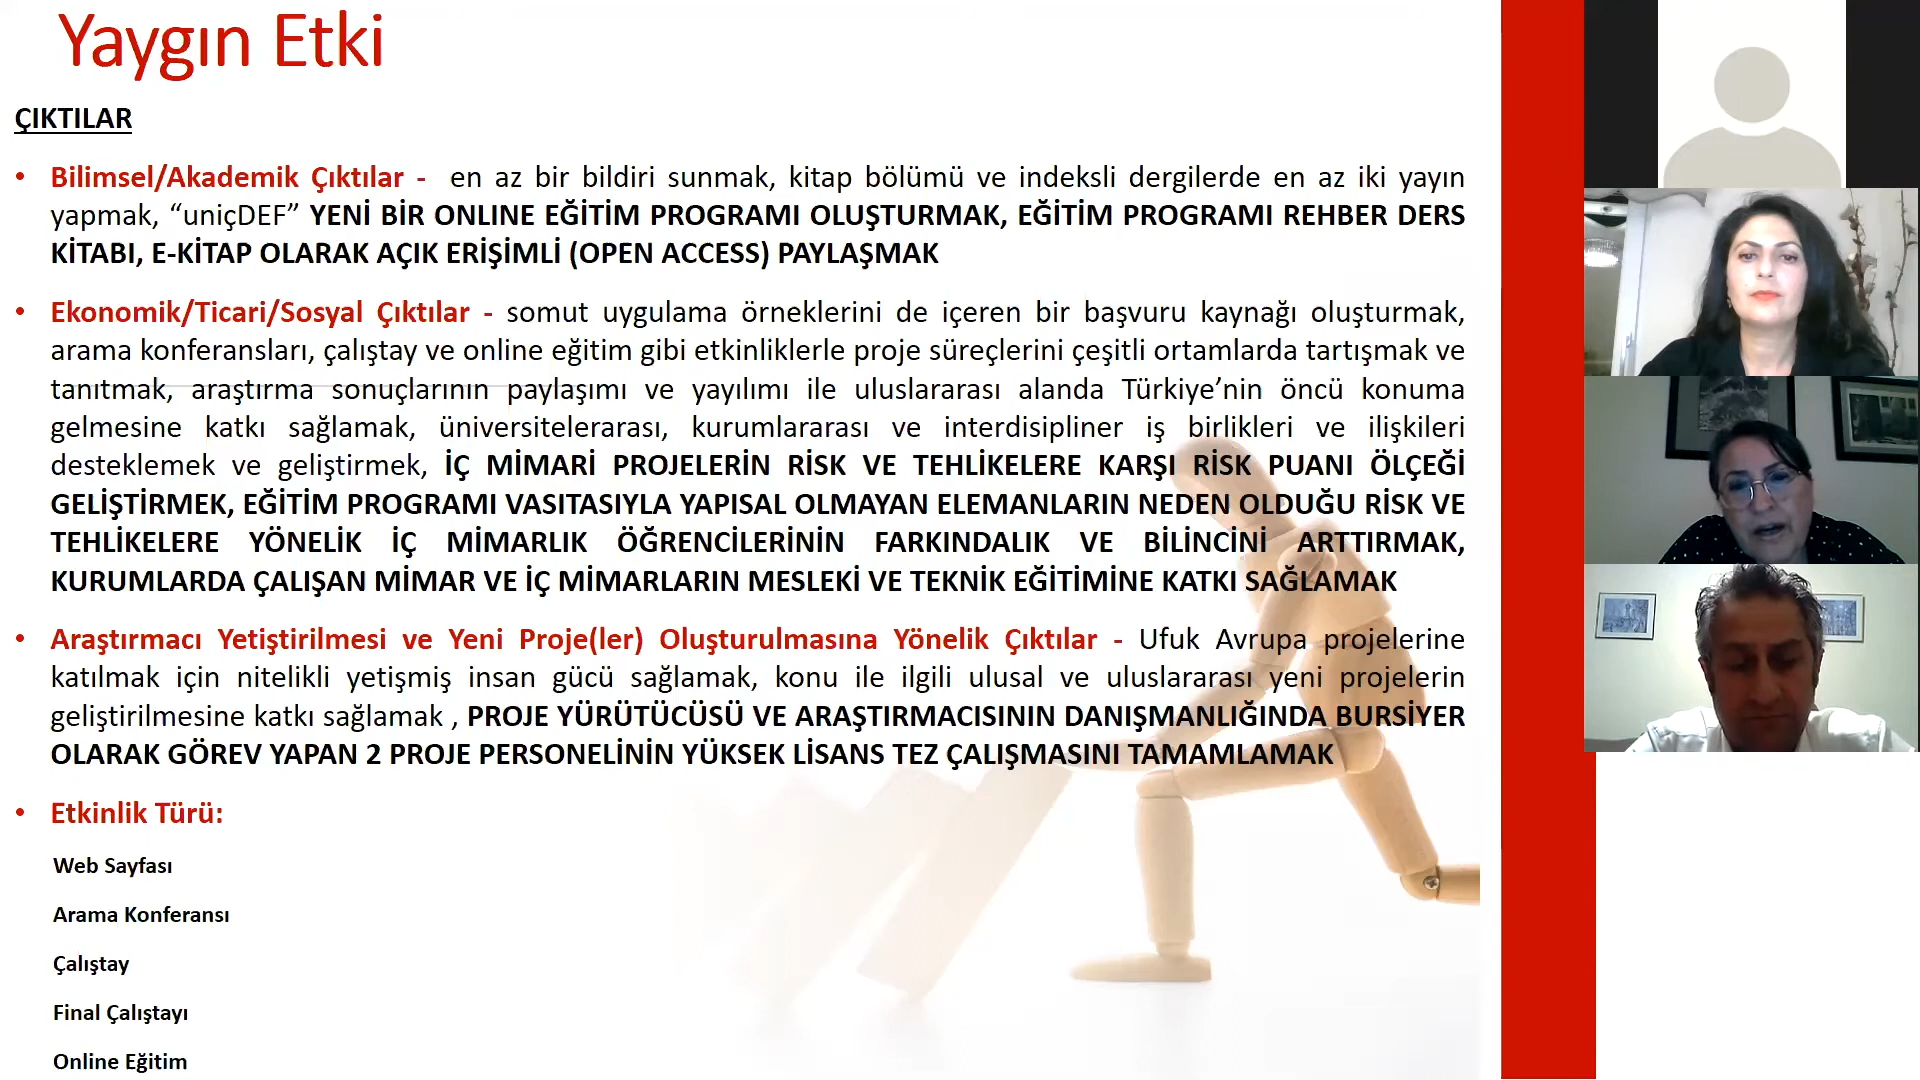 Yaygın Etki
ÇIKTILAR
• Bilimsel/Akademik Çıktılar - en az bir bildiri sunmak, kitap bölümü ve indeksli dergilerde en az iki yayın
yapmak, “uniçDEF” YENİ BİR ONLINE EĞİTİM PROGRAMI OLUŞTURMAK, EĞİTİM PROGRAMI REHBER DERS
KİTABI, E-KİTAP OLARAK AÇIK ERİŞİMLİ (OPEN ACCESS) PAYLAŞMAK
• Ekonomik/Ticari/Sosyal Çıktılar - somut uygulama örneklerini de içeren bir başvuru kaynağı oluşturmak,
arama konferansları, çalıştay ve online eğitim gibi etkinliklerle proje süreçlerini çeşitli ortamlarda tartışmak ve
tanıtmak, araştırma sonuçlarının paylaşımı ve yayılımı ile uluslararası alanda Türkiye’nin öncü konuma
gelmesine katkı sağlamak, üniversitelerarası, kurumlararası ve interdisipliner iş birlikleri ve ilişkileri
desteklemek ve geliştirmek, İÇ MİMARİ PROJELERİN RİSK VE TEHLİKELERE KARŞI RİSK PUANI ÖLÇEĞİ
GELİŞTİRMEK, EĞİTİM PROGRAMI VASITASIYLA YAPISAL OLMAYAN ELEMANLARIN NEDEN OLDUĞU RİSK VE
TEHLİKELERE YÖNELİK İÇ MİMARLIK ÖĞRENCİLERİNİN FARKINDALIK VE BİLİNCİNİ ARTTIRMAK,
KURUMLARDA ÇALIŞAN MİMAR VE İÇ MİMARLARIN MESLEKİ VE TEKNİK EĞİTİMİNE KATKI SAĞLAMAK
• Araştırmacı Yetiştirilmesi ve Yeni Proje(ler) Oluşturulmasına Yönelik Çıktılar - Ufuk Avrupa projelerine
katılmak için nitelikli yetişmiş insan gücü sağlamak, konu ile ilgili ulusal ve uluslararası yeni projelerin
geliştirilmesine katkı sağlamak , PROJE YÜRÜTÜCÜSÜ VE ARAŞTIRMACISININ DANIŞMANLIĞINDA BURSİYER
OLARAK GÖREV YAPAN 2 PROJE PERSONELİNİN YÜKSEK LİSANS TEZ ÇALIŞMASINI TAMAMLAMAK
• Etkinlik Türü:
Web Sayfası
Arama Konferansı
Çalıştay
Final Çalıştayı
Online Eğitim